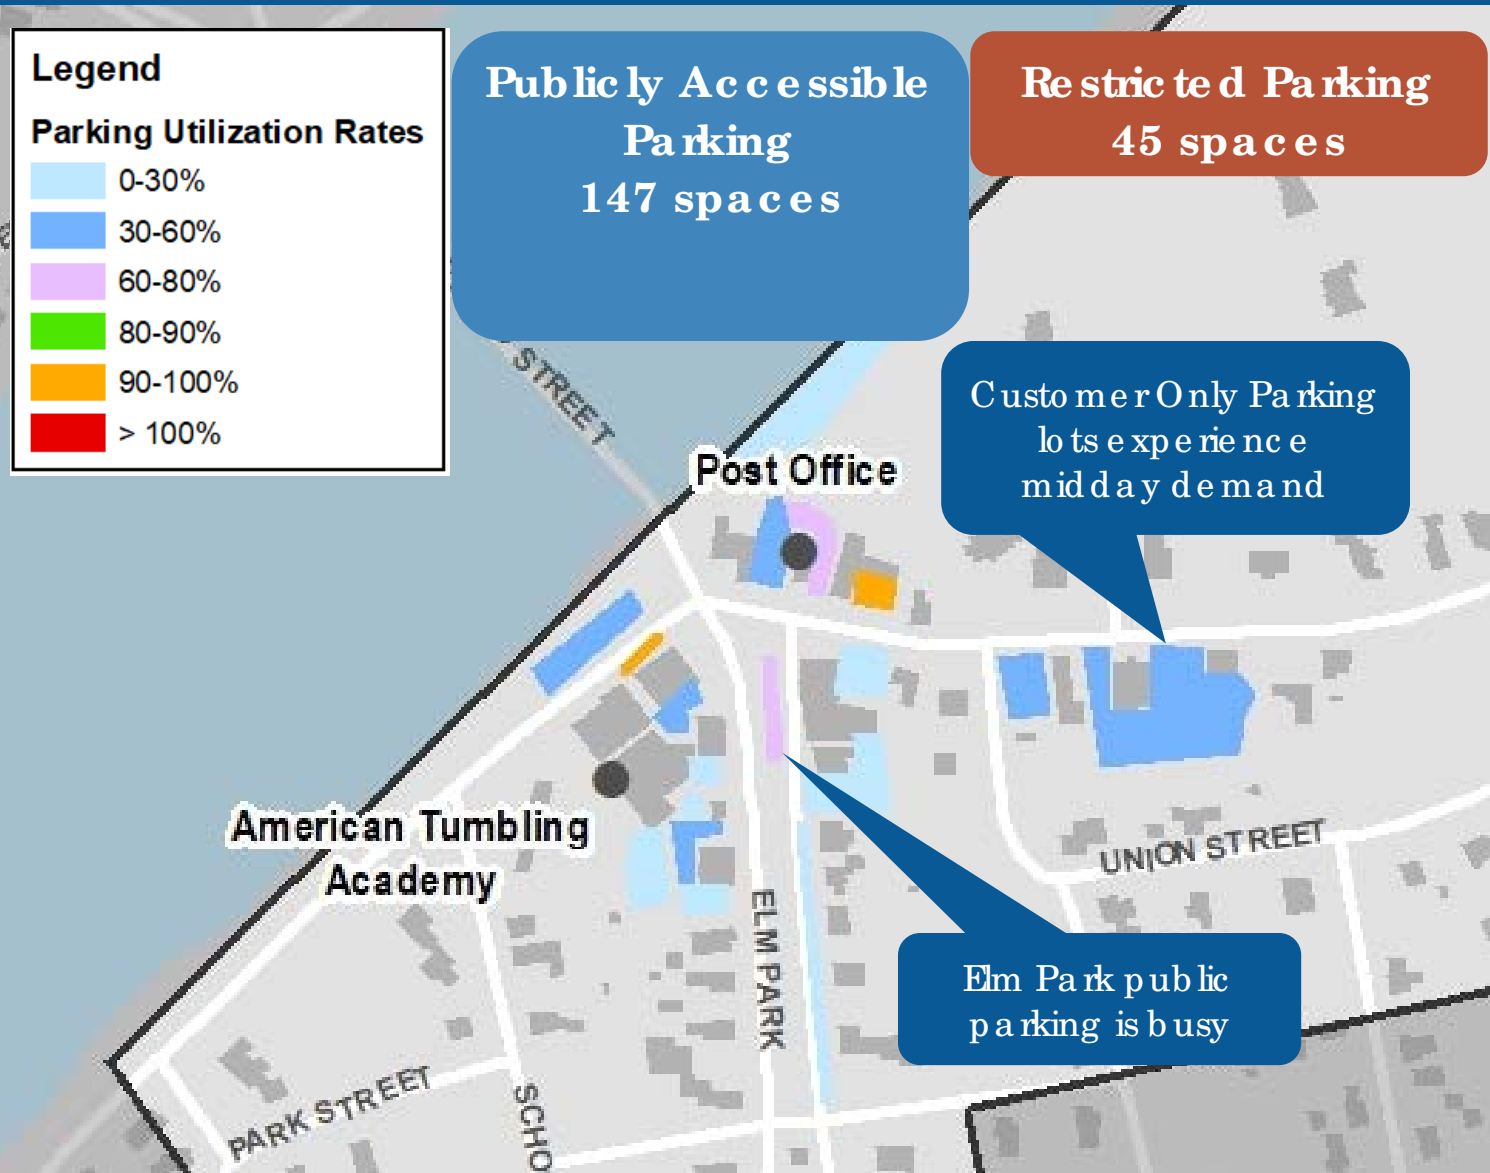 Legend
Parking Utilization Rates
0-30%
30-60%
60-80%
80-90%
90-100%
> 100%
Publicly Accessible
Parking
147 spaces
Restricted Parking
45 spaces
Customer Only Parking
lots experience
midday demand
STREET
Post Office
American Tumbling
Academy
UNION STREET
ELM PARK
Elm Park public
parking is busy
PARK STREET
SCHO